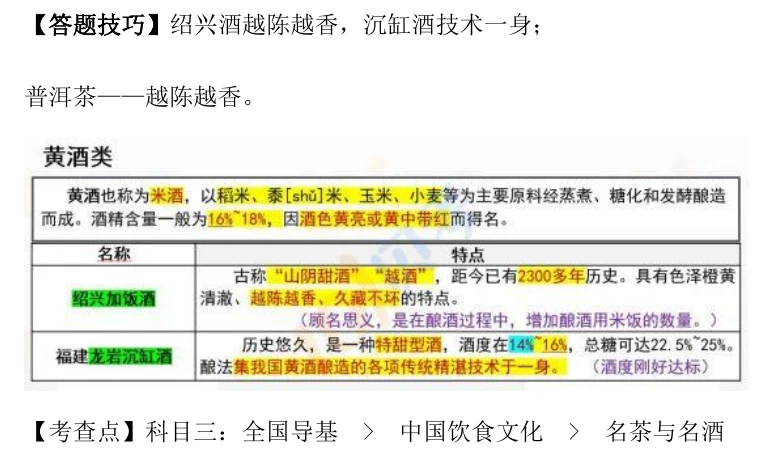 【答题技巧】绍兴酒越陈越香，沉缸酒技术一身；
普洱茶——越陈越香。
黄酒类
黄酒也称为米酒，以稻米、黍[shǔ]米、玉米、小麦等为主要原料经蒸煮、糖化和发酵酿造
而成。酒精含量一般为16%~18%，因酒色黄亮或黄中带红而得名。
名称 特点
绍兴加饭酒
古称“山阴甜酒”“越酒”，距今已有2300多年历史。具有色泽橙黄
清澈、越陈越香、久藏不坏的特点。
（顾名思义，是在酿酒过程中，增加酿酒用米饭的数量。）
福建龙岩沉缸酒
历史悠久，是一种特甜型酒，酒度在14%~16%，总糖可达22.5%~25%。
酿法集我国黄酒酿造的各项传统精湛技术于一身。（酒度刚好达标）
【考查点】科目三：全国导基 > 中国饮食文化 > 名茶与名酒